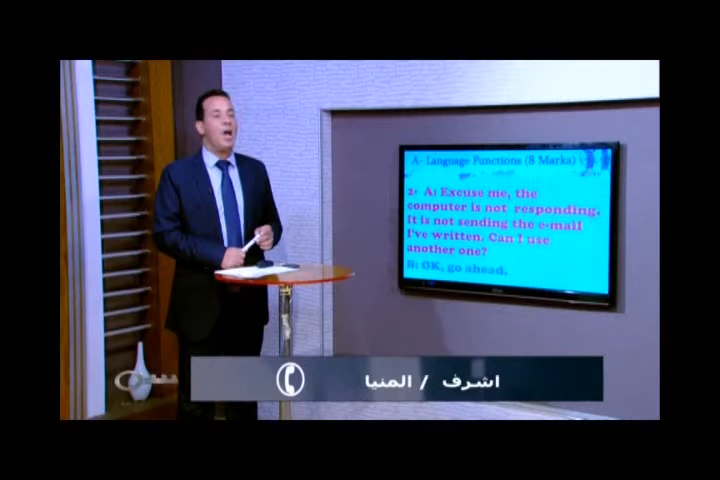 A- Language Functions (8 Marks)
2- A: Excuse me, the
computer is not responding.
It is not sending the e-mail
I've written. Can I use
another one?
B: OK, go ahead.
اشرف / المنيا